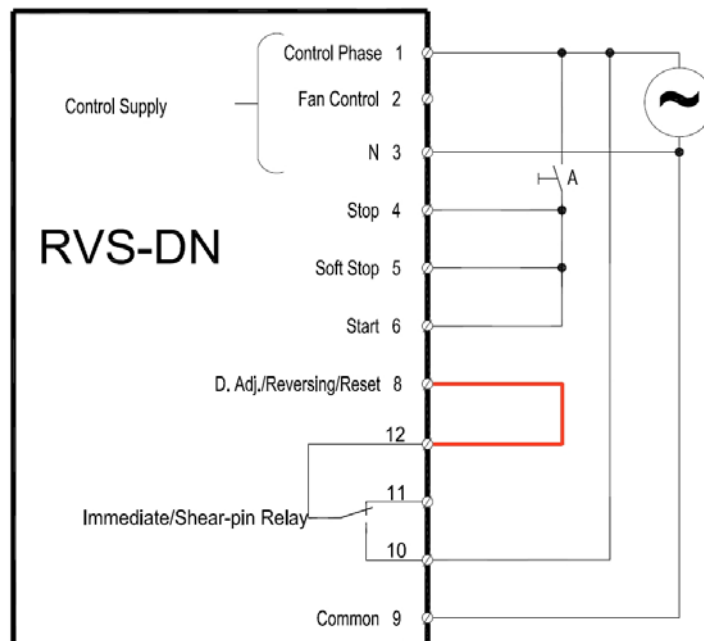 Control Phase 1
Fan Control 2
Control Supply
N 3
A
Stop 4
RVS-DN
Soft Stop 5
Start 6
D. Adj./Reversing/Reset 8
12
11
Immediate/Shear-pin Relay
10
Common 9